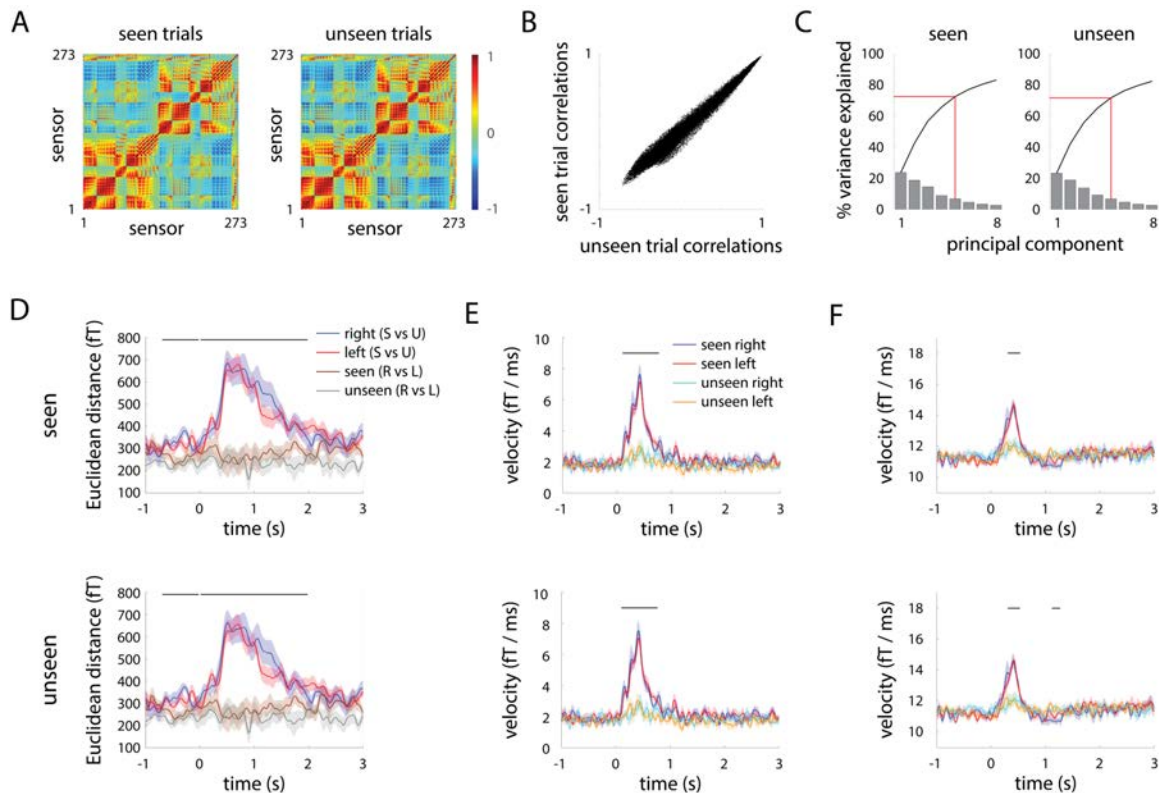 A
seen trials
unseen trials
273
273
sensor
1
1
273
1
273
sensor
sensor
1
0
-1
B
1
seen trial correlations
-1
-1
1
unseen trial correlations
C
seen
unseen
% variance explained
100
80
60
40
20
0
100
80
60
40
20
0
1
8
1
8
principal component
D
seen
Euclidean distance (fT)
800
700
600
500
400
300
200
100
right (S vs U)
left (S vs U)
seen (R vs L)
unseen (R vs L)
-1
0
1
2
3
time (s)
E
velocity (fT / ms)
10
8
6
4
2
0
seen right
seen left
unseen right
unseen left
-1
0
1
2
3
time (s)
F
velocity (fT / ms)
18
16
14
12
10
-1
0
1
2
3
time (s)
unseen
Euclidean distance (fT)
800
700
600
500
400
300
200
100
-1
0
1
2
3
time (s)
velocity (fT / ms)
10
8
6
4
2
0
-1
0
1
2
3
time (s)
velocity (fT / ms)
18
16
14
12
10
-1
0
1
2
3
time (s)